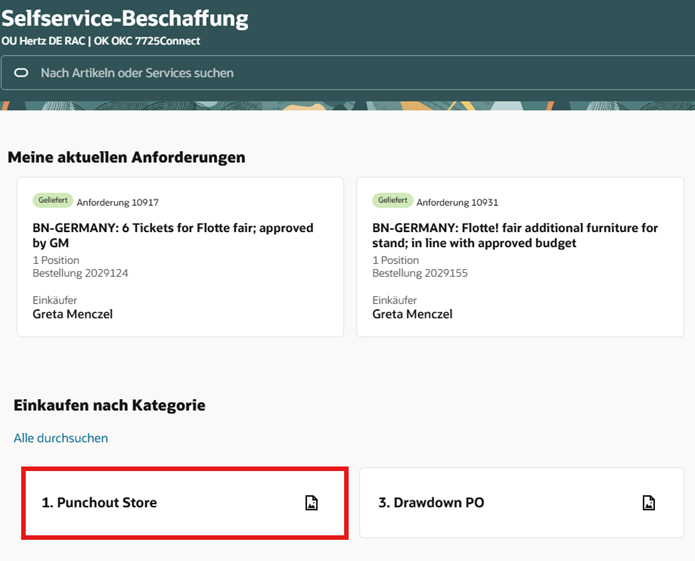 Selfservice-Beschaffung
OU Hertz DE RAC | OK OKC 7725Connect
Nach Artikeln oder Services suchen
Meine aktuellen Anforderungen
Geliefert Anforderung 10917
BN-GERMANY: 6 Tickets for Flotte fair; approved
by GM
1 Position
Bestellung 2029124
Einkäufer
Greta Menczel
Geliefert Anforderung 10931
BN-GERMANY: Flotte! fair additional furniture for
stand; in line with approved budget
1 Position
Bestellung 2029155
Einkäufer
Greta Menczel
Einkaufen nach Kategorie
Alle durchsuchen
1. Punchout Store
3. Drawdown PO